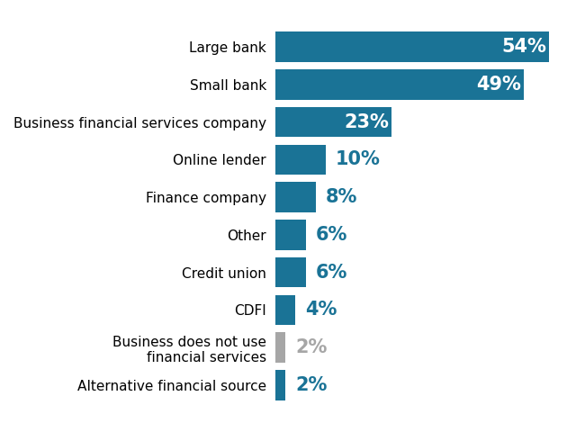 Large bank 54%
Small bank 49%
Business financial services company 23%
Online lender 10%
Finance company 8%
Other 6%
Credit union 6%
CDFI 4%
Business does not use
financial services 2%
Alternative financial source 2%